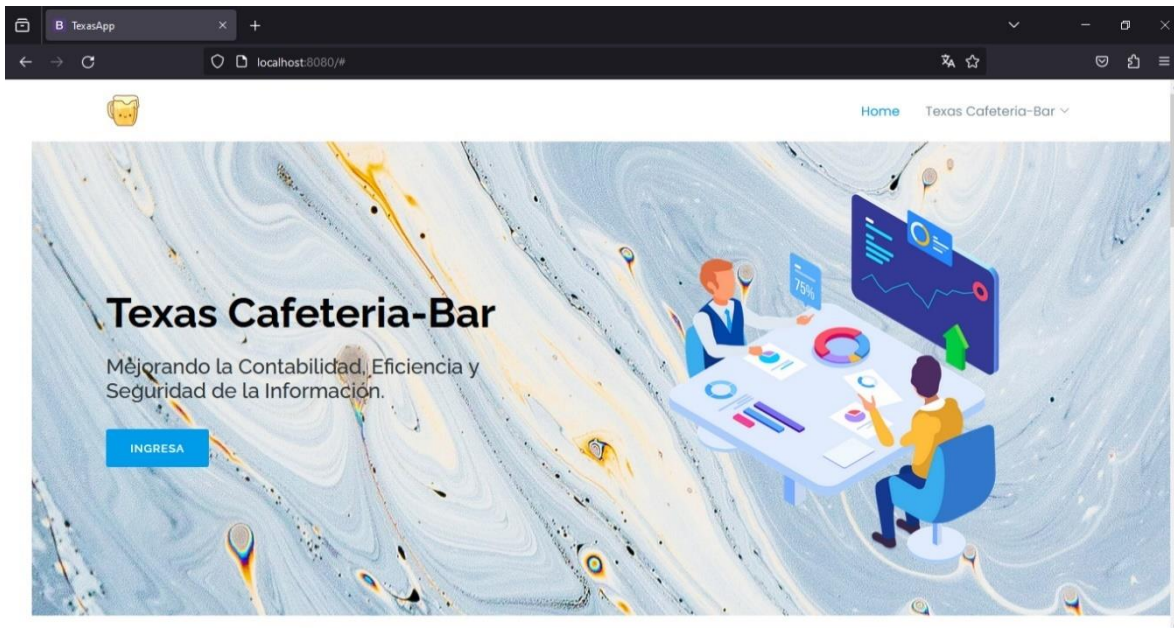 B TexasApp
localhost:8080/#
Home Texas Cafeteria-Bar
Texas Cafeteria-Bar
Mejorando la Contabilidad, Eficiencia y
Seguridad de la Información.
INGRESA
75%